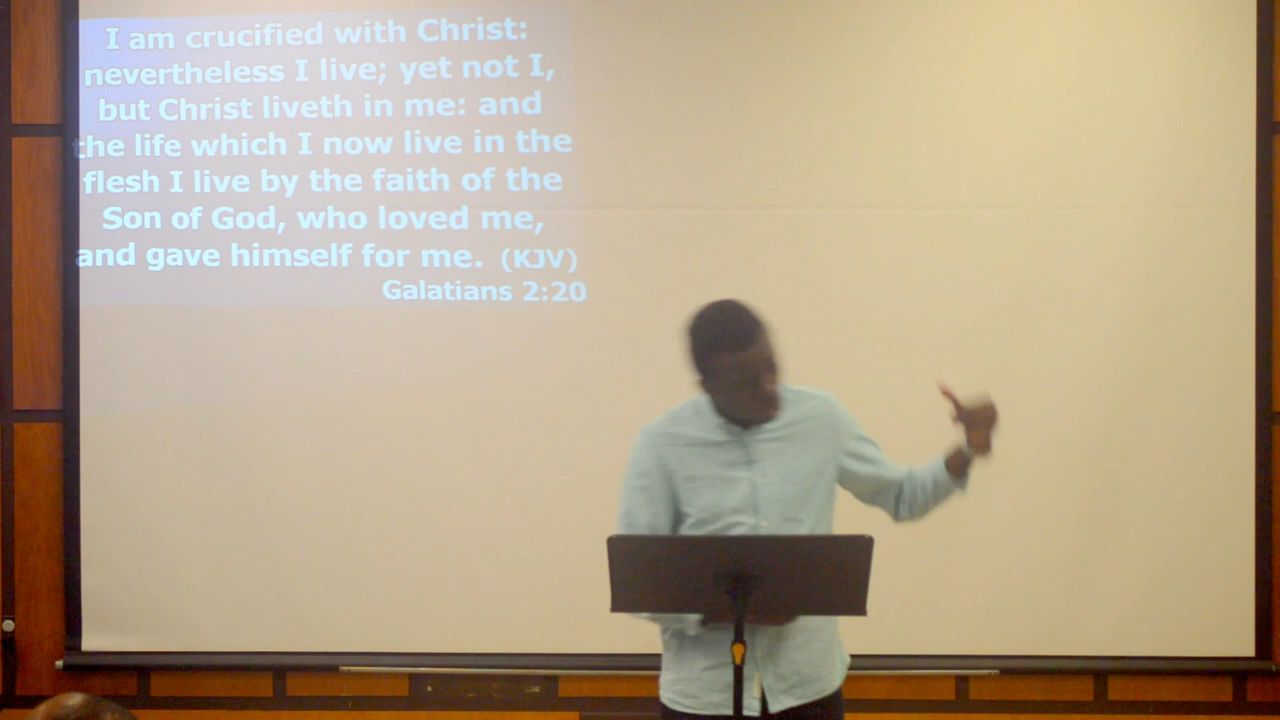 I am crucified with Christ:
nevertheless I live; yet not I,
but Christ liveth in me: and
the life which I now live in the
flesh I live by the faith of the
Son of God, who loved me,
and gave himself for me. (KJV)
Galatians 2:20